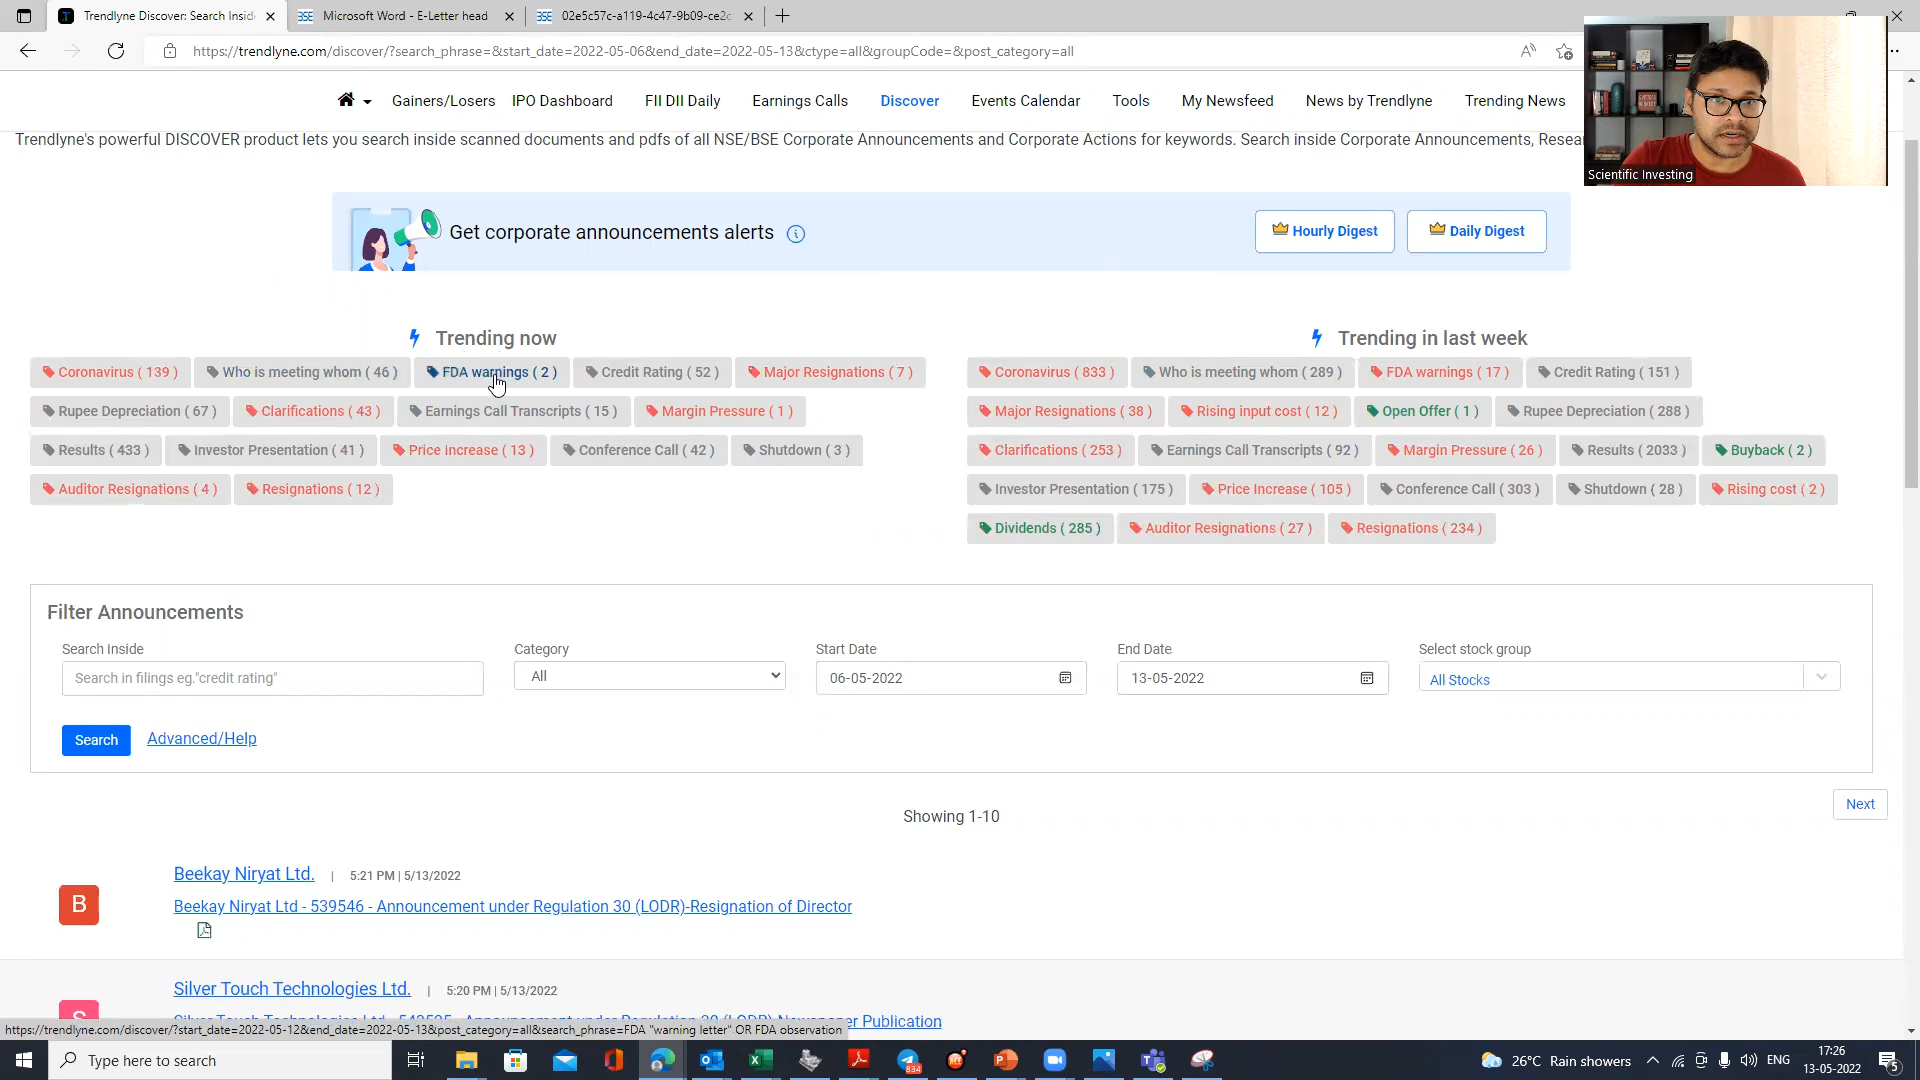 Trendlyne Discover: Search Insid
Microsoft Word - E-Letter head
02e5c57c-a119-4c47-9b09-ce2c
https://trendlyne.com/discover/?search_phrase=&start_date=2022-05-06&end_date=2022-05-13&ctype=all&groupCode=&post_category=all
Gainers/Losers IPO Dashboard FII DII Daily Earnings Calls Discover Events Calendar Tools My Newsfeed News by Trendlyne Trending News
Trendlyne's powerful DISCOVER product lets you search inside scanned documents and pdfs of all NSE/BSE Corporate Announcements and Corporate Actions for keywords. Search inside Corporate Announcements,
Scientific Investing
Get corporate announcements alerts
Hourly Digest
Daily Digest
Trending now
Coronavirus ( 139 ) Who is meeting whom ( 46 ) FDA warnings ( 2 ) Credit Rating ( 52 ) Major Resignations ( 7 )
Rupee Depreciation ( 67 ) Clarifications ( 43 ) Earnings Call Transcripts ( 15 ) Margin Pressure ( 1 )
Results ( 433 ) Investor Presentation ( 41 ) Price Increase ( 13 ) Conference Call ( 42 ) Shutdown ( 3 )
Auditor Resignations ( 4 ) Resignations ( 12 )
Trending in last week
Coronavirus ( 833 ) Who is meeting whom ( 289 ) FDA warnings ( 17 ) Credit Rating ( 151 )
Major Resignations ( 38 ) Rising input cost ( 12 ) Open Offer ( 1 ) Rupee Depreciation ( 288 )
Clarifications ( 253 ) Earnings Call Transcripts ( 92 ) Margin Pressure ( 26 ) Results ( 2033 ) Buyback ( 2 )
Investor Presentation ( 175 ) Price Increase ( 105 ) Conference Call ( 303 ) Shutdown ( 28 ) Rising cost ( 2 )
Dividends ( 285 ) Auditor Resignations ( 27 ) Resignations ( 234 )
Filter Announcements
Search Inside Category Start Date End Date Select stock group
Search in filings eg."credit rating" All 06-05-2022 13-05-2022 All Stocks
Search Advanced/Help
Showing 1-10
Next
Beekay Niryat Ltd. | 5:21 PM | 5/13/2022
B
Beekay Niryat Ltd - 539546 - Announcement under Regulation 30 (LODR)-Resignation of Director
Silver Touch Technologies Ltd. | 5:20 PM | 5/13/2022
https://trendlyne.com/discover/?start_date=2022-05-12&end_date=2022-05-13&post_category=all&search_phrase=FDA "warning letter" OR FDA observation
Publication
Type here to search
834
26°C Rain showers
ENG
17:26
13-05-2022
5